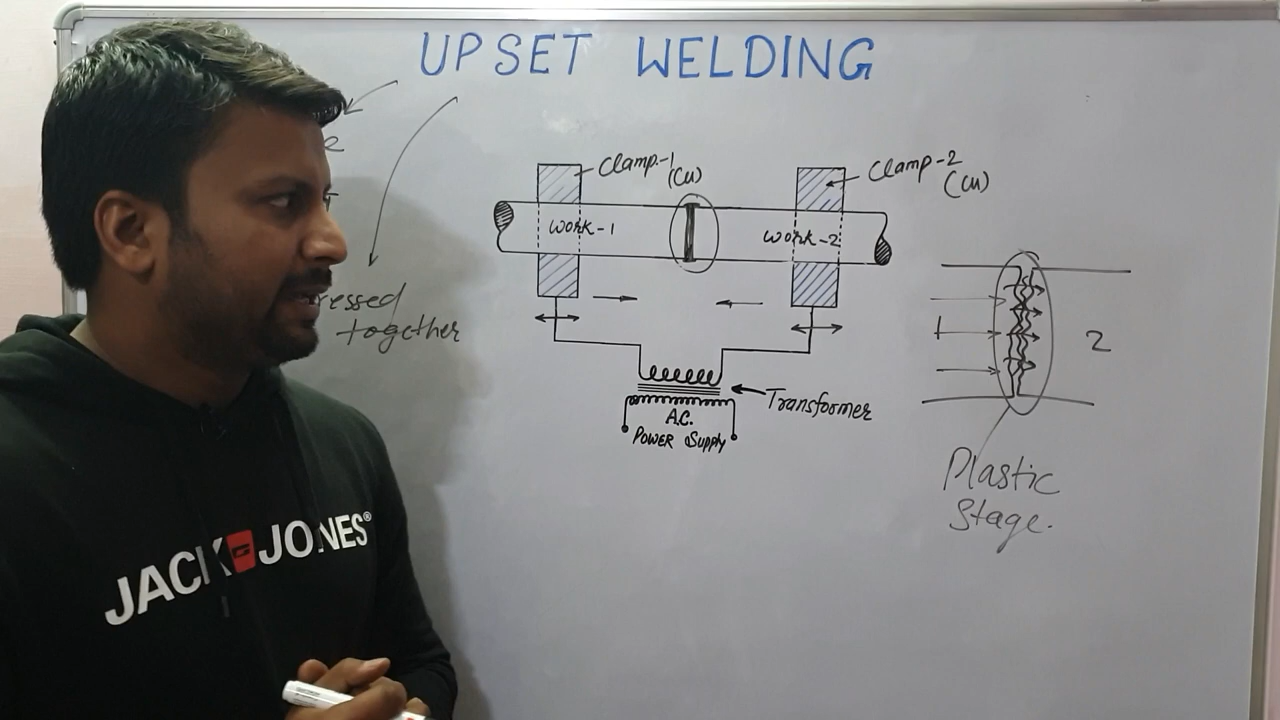 UPSET WELDING
together
Clamp-1
(Cu)
Clamp-2
(Cu)
WORK-1
WORK-2
Transformer
A.C.
POWER Supply
1
2
Plastic
Stage.
JACK JONES®